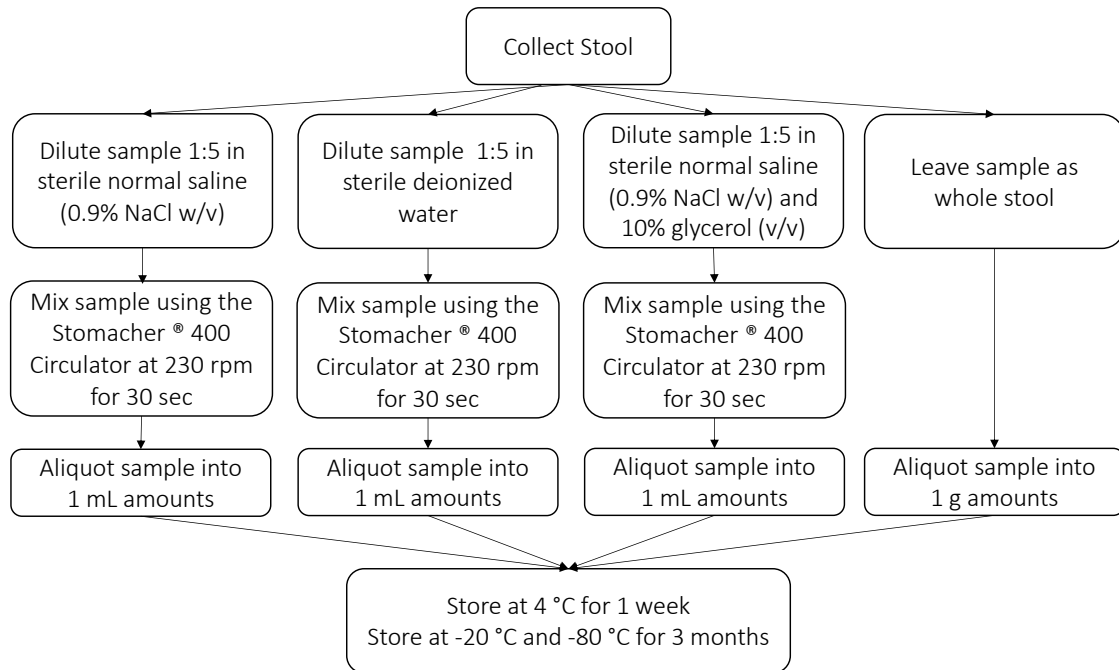 Collect Stool
Dilute sample 1:5 in
sterile normal saline
(0.9% NaCl w/v)
Dilute sample 1:5 in
sterile deionized
water
Dilute sample 1:5 in
sterile normal saline
(0.9% NaCl w/v) and
10% glycerol (v/v)
Leave sample as
whole stool
Mix sample using the
Stomacher ® 400
Circulator at 230 rpm
for 30 sec
Mix sample using the
Stomacher ® 400
Circulator at 230 rpm
for 30 sec
Mix sample using the
Stomacher ® 400
Circulator at 230 rpm
for 30 sec
Aliquot sample into
1 mL amounts
Aliquot sample into
1 mL amounts
Aliquot sample into
1 mL amounts
Aliquot sample into
1 g amounts
Store at 4 °C for 1 week
Store at -20 °C and -80 °C for 3 months